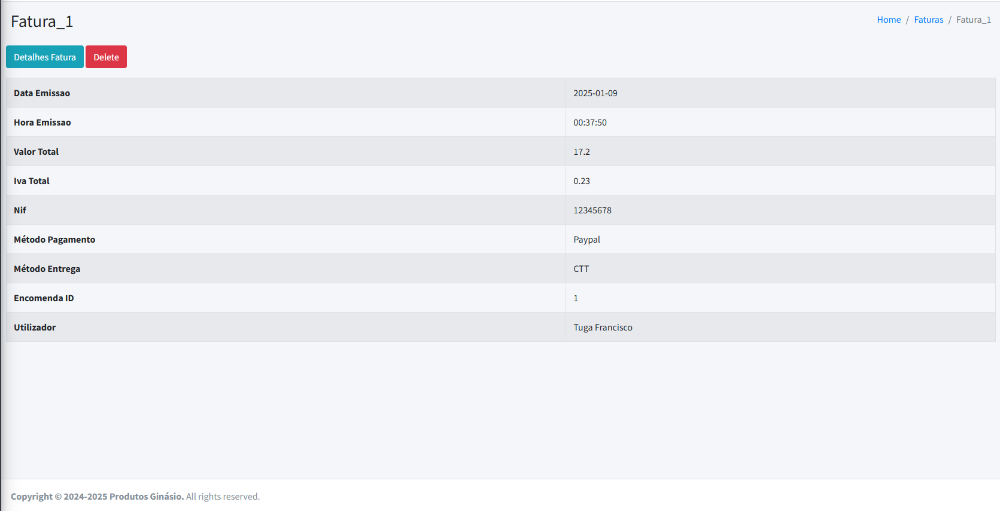 Fatura_1
Home / Faturas / Fatura_1
Detalhes Fatura Delete
Data Emissao 2025-01-09
Hora Emissao 00:37:50
Valor Total 17.2
Iva Total 0.23
Nif 12345678
Método Pagamento Paypal
Método Entrega CTT
Encomenda ID 1
Utilizador Tuga Francisco
Copyright © 2024-2025 Produtos Ginásio. All rights reserved.